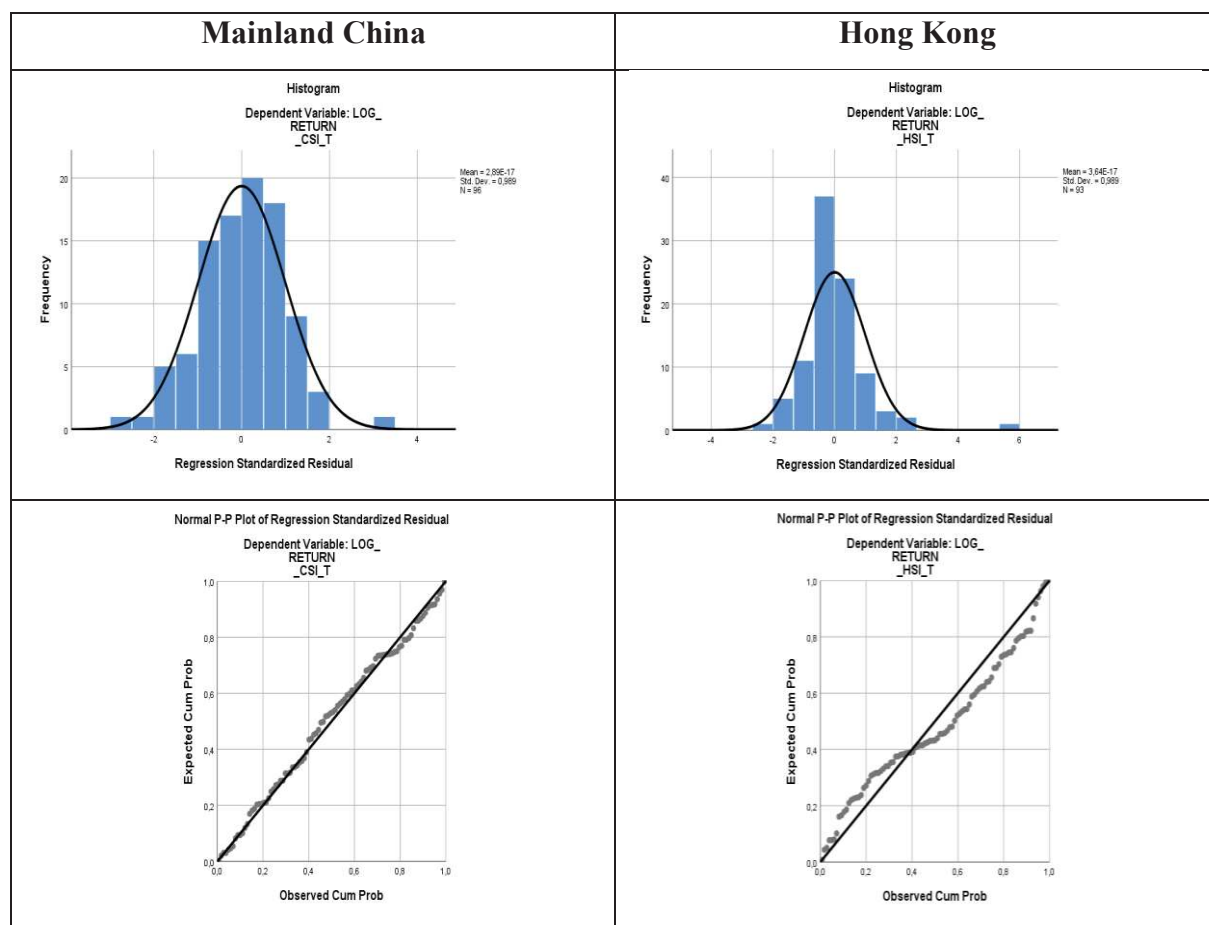 Mainland China
Hong Kong
Histogram
Dependent Variable: LOG_
RETURN
_CSI_T
Mean = 2,89E-17
Std. Dev. = 0,989
N = 96
20
15
10
5
0
Frequency
-2 0 2 4
Regression Standardized Residual
Histogram
Dependent Variable: LOG_
RETURN
_HSI_T
Mean = 3,64E-17
Std. Dev. = 0,989
N = 93
40
30
20
10
0
Frequency
-4 -2 0 2 4 6
Regression Standardized Residual
Normal P-P Plot of Regression Standardized Residual
Dependent Variable: LOG_
RETURN
_CSI_T
1,0
0,8
0,6
0,4
0,2
0,0
Expected Cum Prob
0,0 0,2 0,4 0,6 0,8 1,0
Observed Cum Prob
Normal P-P Plot of Regression Standardized Residual
Dependent Variable: LOG_
RETURN
_HSI_T
1,0
0,8
0,6
0,4
0,2
0,0
Expected Cum Prob
0,0 0,2 0,4 0,6 0,8 1,0
Observed Cum Prob